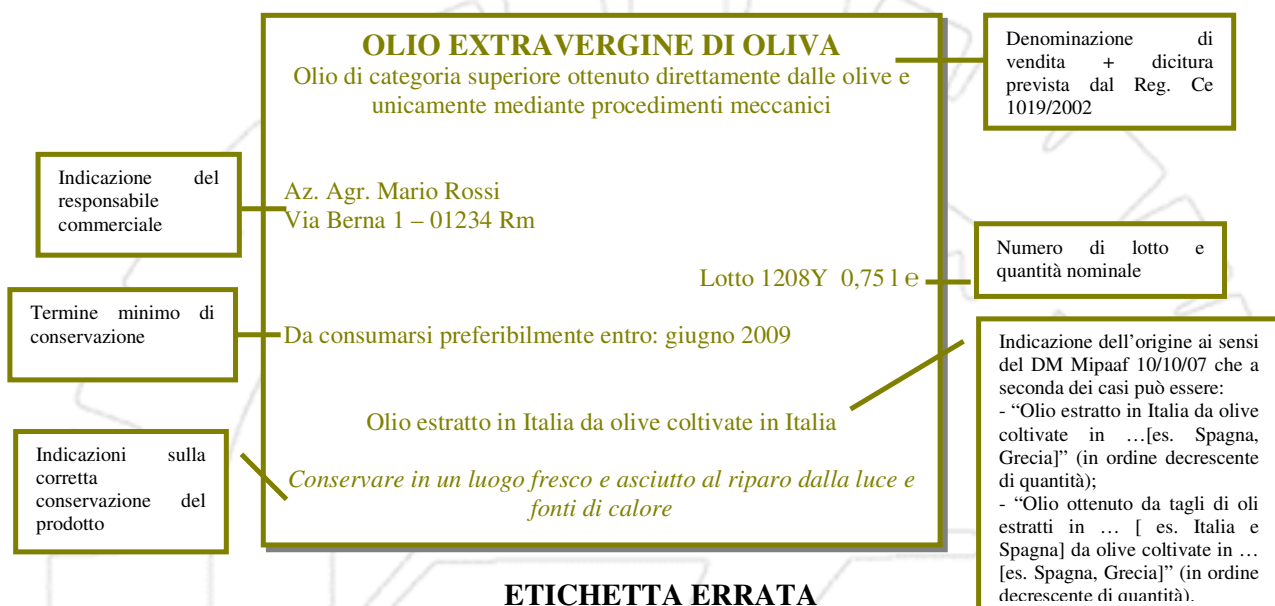 OLIO EXTRAVERGINE DI OLIVA
Olio di categoria superiore ottenuto direttamente dalle olive e
unicamente mediante procedimenti meccanici
Denominazione di
vendita + dicitura
prevista dal Reg. Ce
1019/2002
Indicazione del
responsabile
commerciale
Az. Agr. Mario Rossi
Via Berna 1 – 01234 Rm
Numero di lotto e
quantità nominale
Lotto 1208Y 0,75 l ℮
Termine minimo di
conservazione
Da consumarsi preferibilmente entro: giugno 2009
Indicazione dell'origine ai sensi
del DM Mipaaf 10/10/07 che a
seconda dei casi può essere:
- “Olio estratto in Italia da olive
coltivate in …[es. Spagna,
Grecia]” (in ordine decrescente
di quantità);
- “Olio ottenuto da tagli di oli
estratti in … [ es. Italia e
Spagna] da olive coltivate in …
[es. Spagna, Grecia]” (in ordine
decrescente di quantità).
Olio estratto in Italia da olive coltivate in Italia
Indicazioni sulla
corretta
conservazione del
prodotto
Conservare in un luogo fresco e asciutto al riparo dalla luce e
fonti di calore
ETICHETTA ERRATA